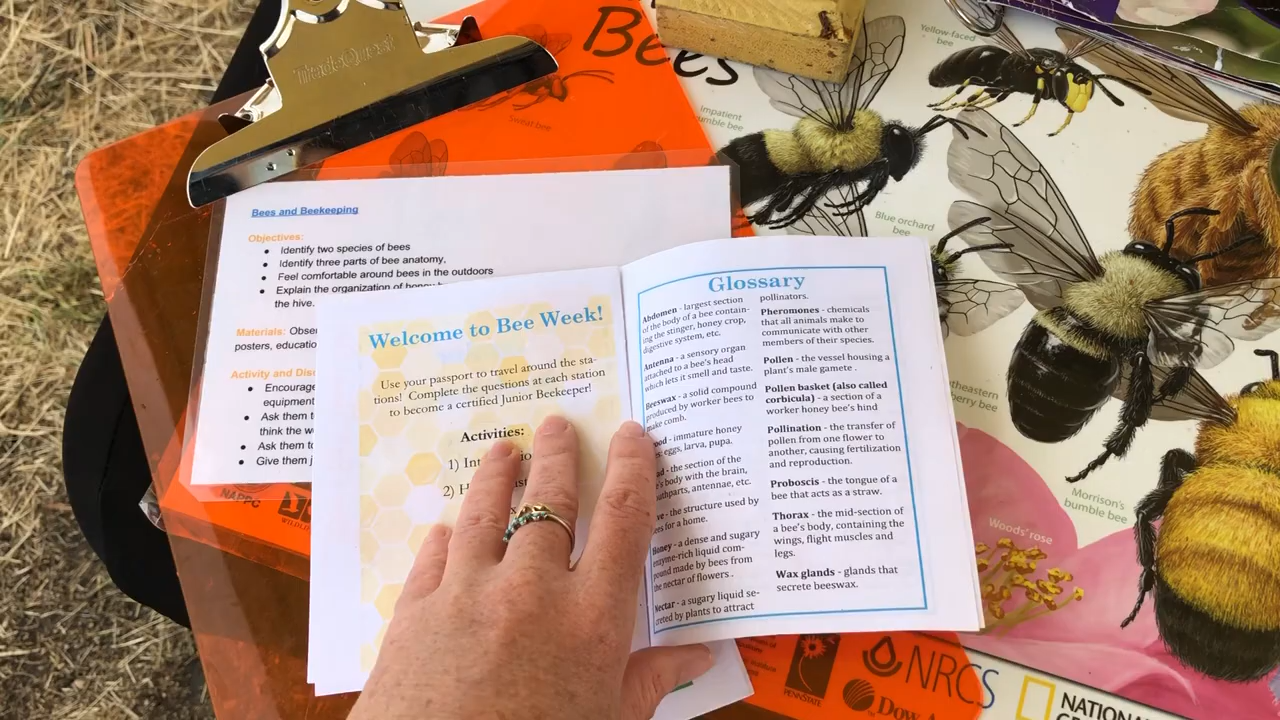 TradeQuest
Bees
Sweat bee
Impatient
bumble bee
Yellow-faced
bee
Blue orchard
bee
Morrison's
bumble bee
Woods' rose
Bees and Beekeeping
Objectives:
Identify two species of bees
Identify three parts of bee anatomy,
Feel comfortable around bees in the outdoors
Explain the organization of
the hive.
Materials:
posters,
Activity and
Encourage
equipment
Ask them
think the
Ask them
Give them
Welcome to Bee Week!
Use your passport to travel around the sta-
tions! Complete the questions at each station
to become a certified Junior Beekeeper!
Activities:
1)
2)
Glossary
Abdomen - largest section
of the body of a bee contain-
ing the stinger, honey crop,
digestive system, etc.
Antenna - a sensory organ
attached to a bee's head
which lets it smell and taste.
Beeswax - a solid compound
produced by worker bees to
make comb.
- immature honey
eggs, larva, pupa.
- the section of the
body with the brain,
antennae, etc.
- the structure used by
for a home.
Honey - a dense and sugary
enzyme-rich liquid com-
pound made by bees from
the nectar of flowers .
Nectar - a sugary liquid se-
creted by plants to attract
pollinators.
Pheromones - chemicals
that all animals make to
communicate with other
members of their species.
Pollen - the vessel housing a
plant's male gamete .
Pollen basket (also called
corbicula) - a section of a
worker honey bee's hind
Pollination - the transfer of
pollen from one flower to
another, causing fertilization
and reproduction.
Proboscis - the tongue of a
bee that acts as a straw.
Thorax - the mid-section of
a bee's body, containing the
wings, flight muscles and
legs.
Wax glands - glands that
secrete beeswax.
NAPPC
PENNSTATE
NRCS
Dow
NATIONAL